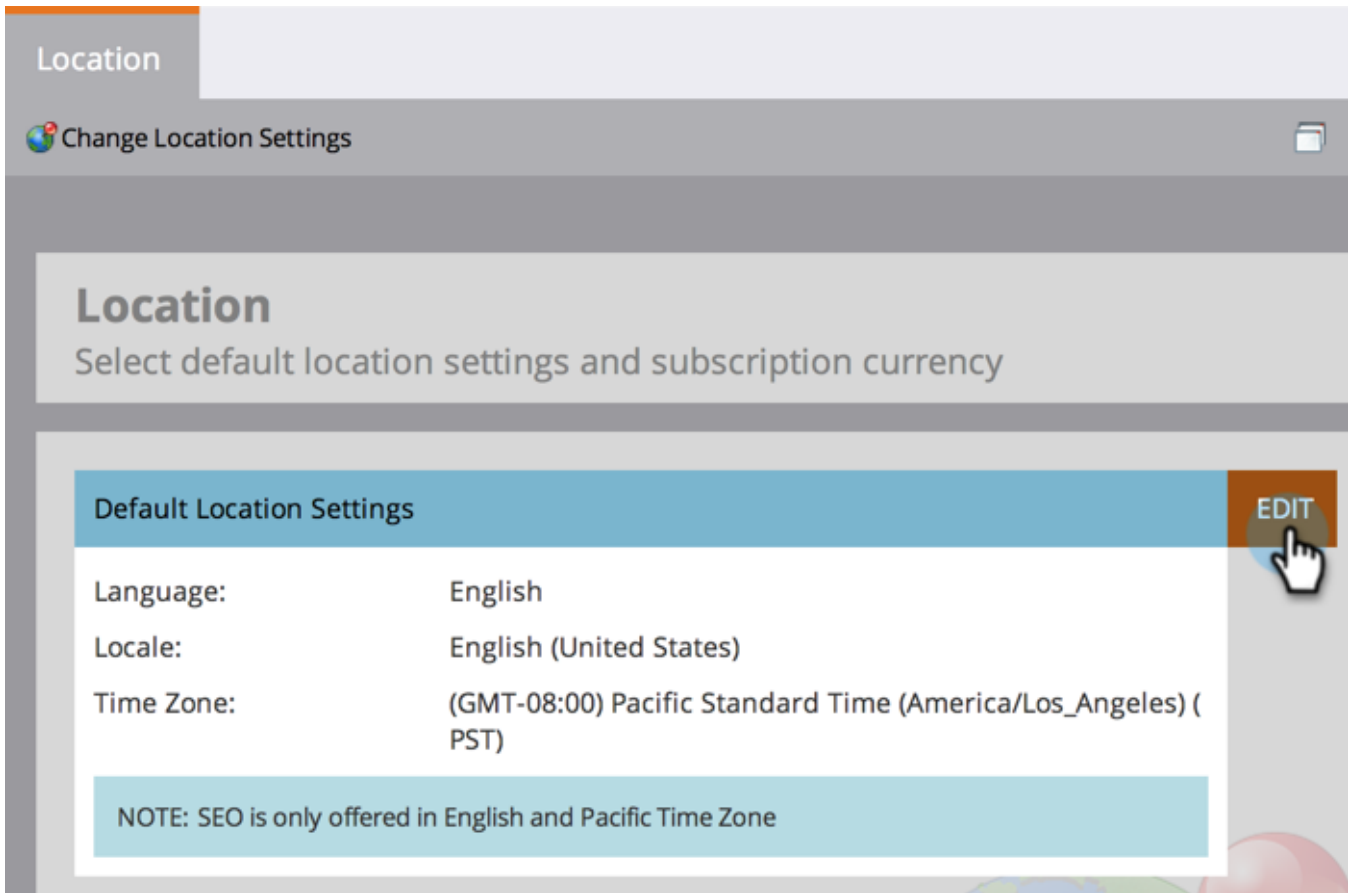 Location
Change Location Settings
Location
Select default location settings and subscription currency
Default Location Settings
EDIT
Language: English
Locale: English (United States)
Time Zone: (GMT-08:00) Pacific Standard Time (America/Los_Angeles) (
PST)
NOTE: SEO is only offered in English and Pacific Time Zone